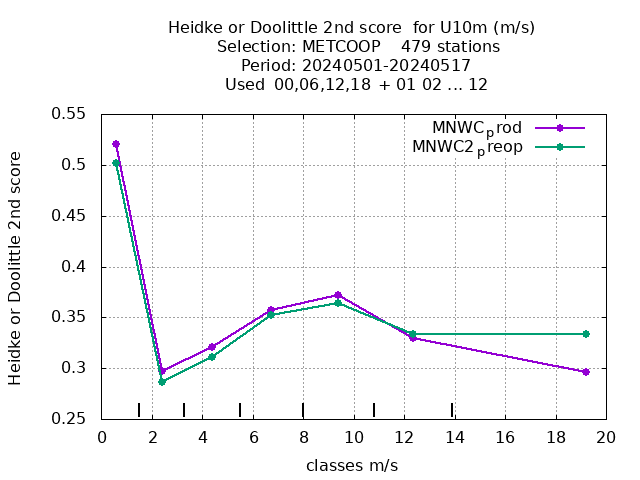 Heidke or Doolittle 2nd score  for U10m (m/s)
Selection: METCOOP    479 stations
Period: 20240501-20240517
Used  00,06,12,18 + 01 02 ... 12
MNWCprod
MNWC2preop
Heidke or Doolittle 2nd score
0.55
0.5
0.45
0.4
0.35
0.3
0.25
0 2 4 6 8 10 12 14 16 18 20
classes m/s